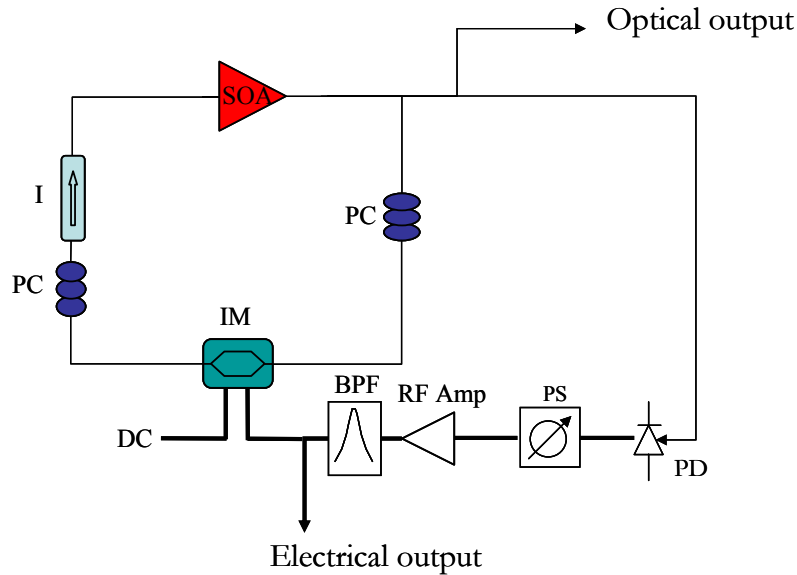 Optical output
SOA
I
PC
PC
IM
BPF
RF Amp
PS
DC
PD
Electrical output